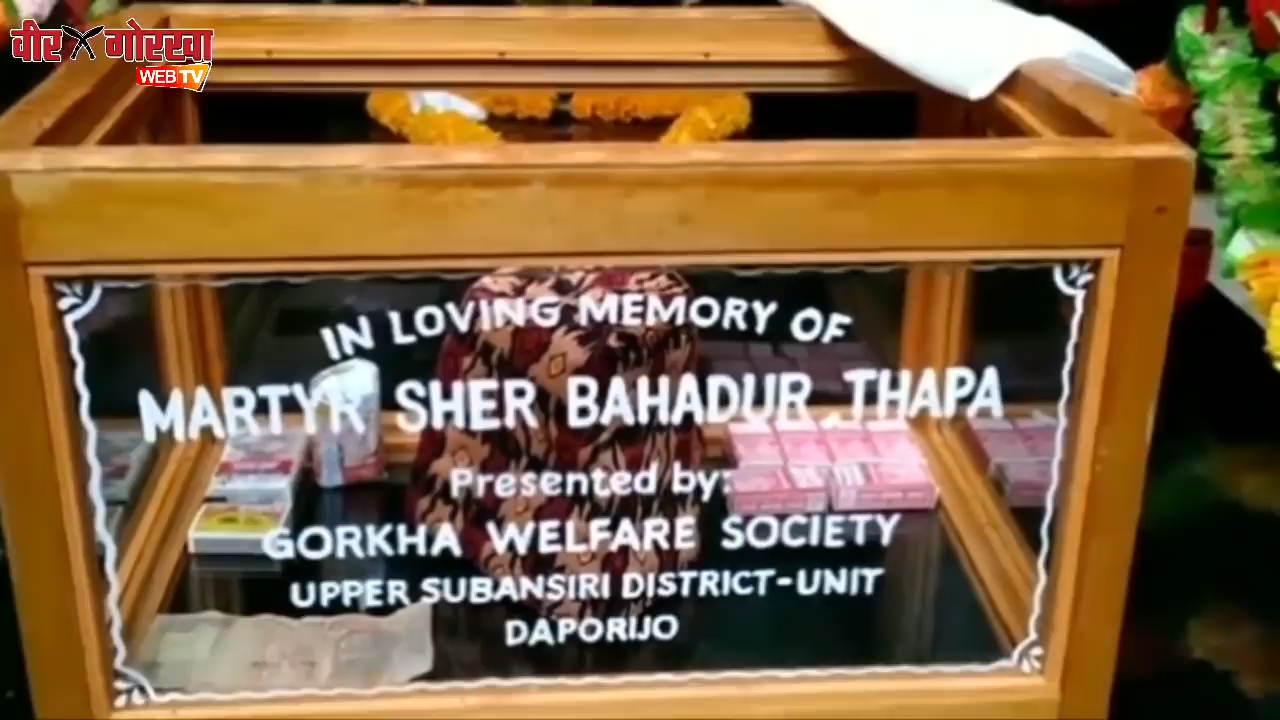 वीर गोरखा
WEB TV
IN LOVING MEMORY OF
MARTYR SHER BAHADUR THAPA
Presented by:
GORKHA WELFARE SOCIETY
UPPER SUBANSIRI DISTRICT-UNIT
DAPORIJO